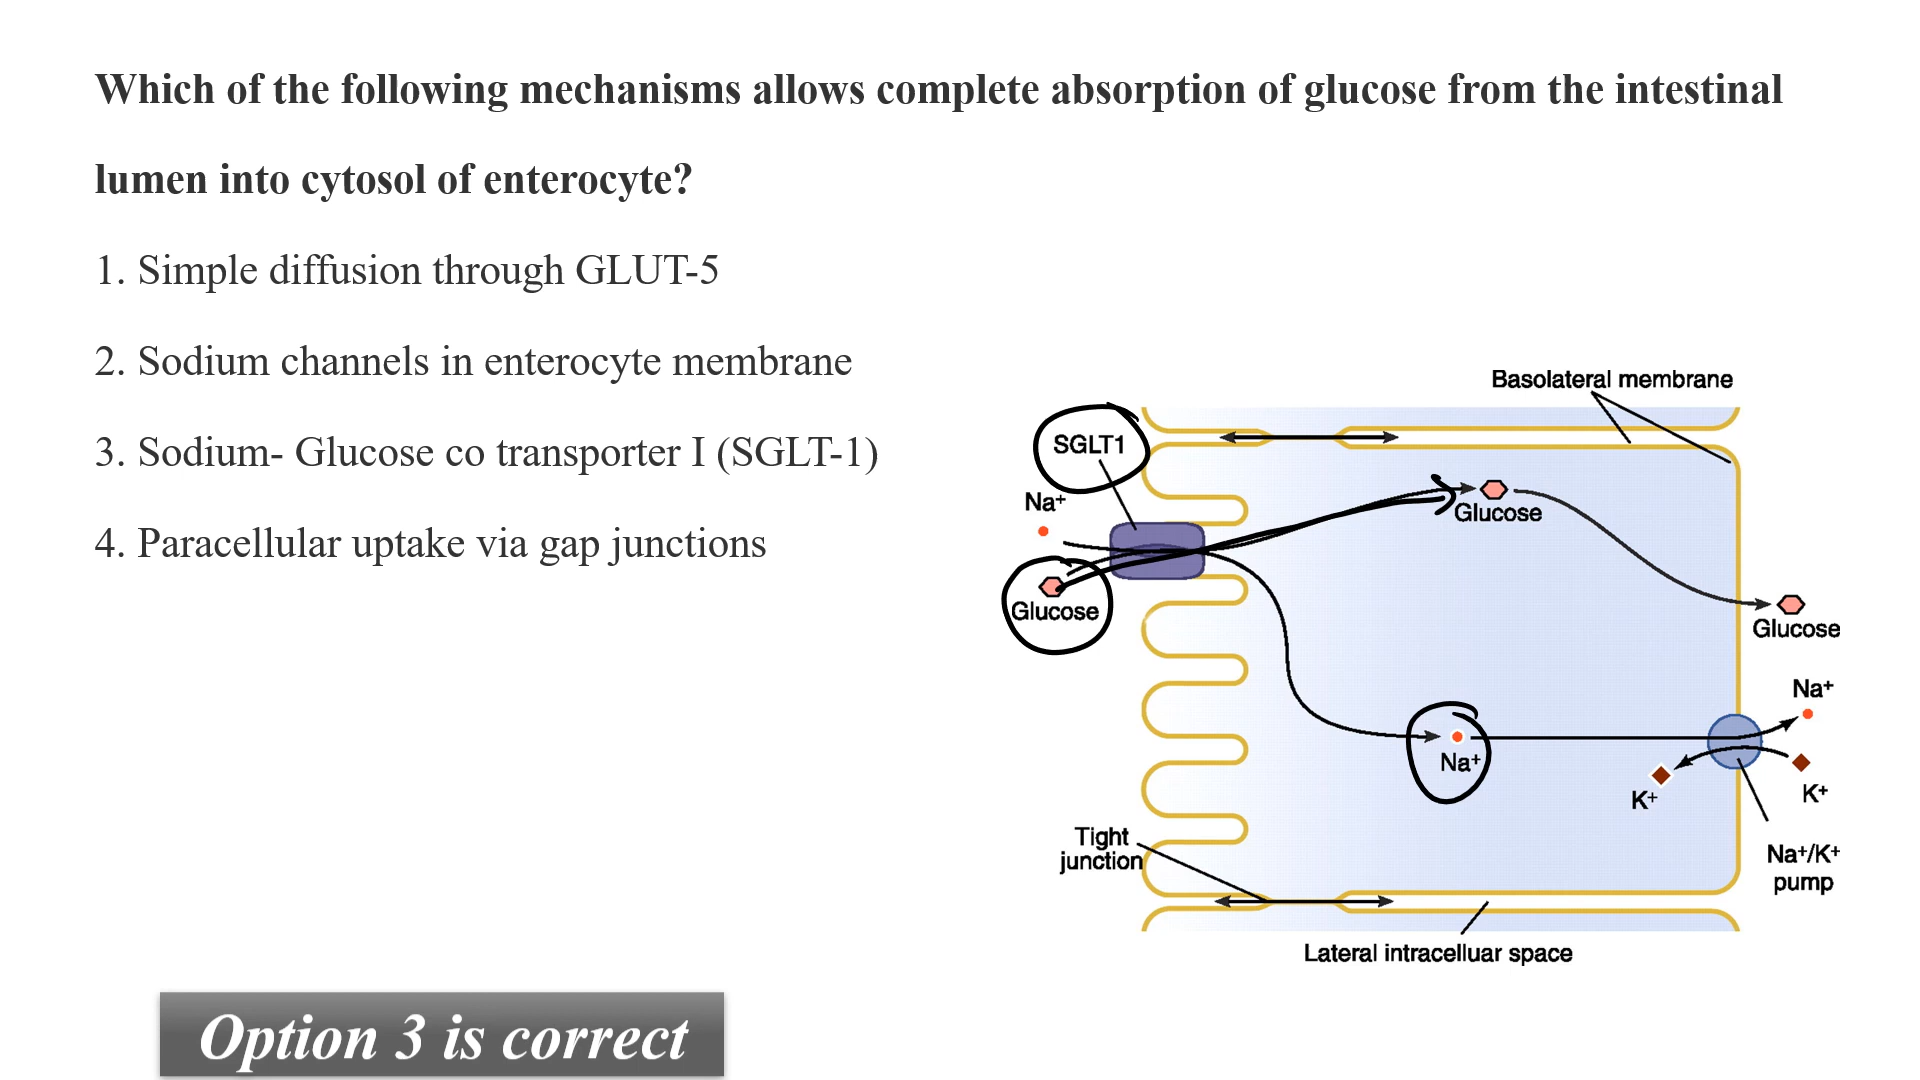 Which of the following mechanisms allows complete absorption of glucose from the intestinal
lumen into cytosol of enterocyte?
1. Simple diffusion through GLUT-5
2. Sodium channels in enterocyte membrane
3. Sodium- Glucose co transporter I (SGLT-1)
4. Paracellular uptake via gap junctions
Basolateral membrane
SGLT1
Na+
Glucose
Glucose
Glucose
Na+
Na+
K+
K+
Tight
junction
Na+/K+
pump
Lateral intracelluar space
Option 3 is correct